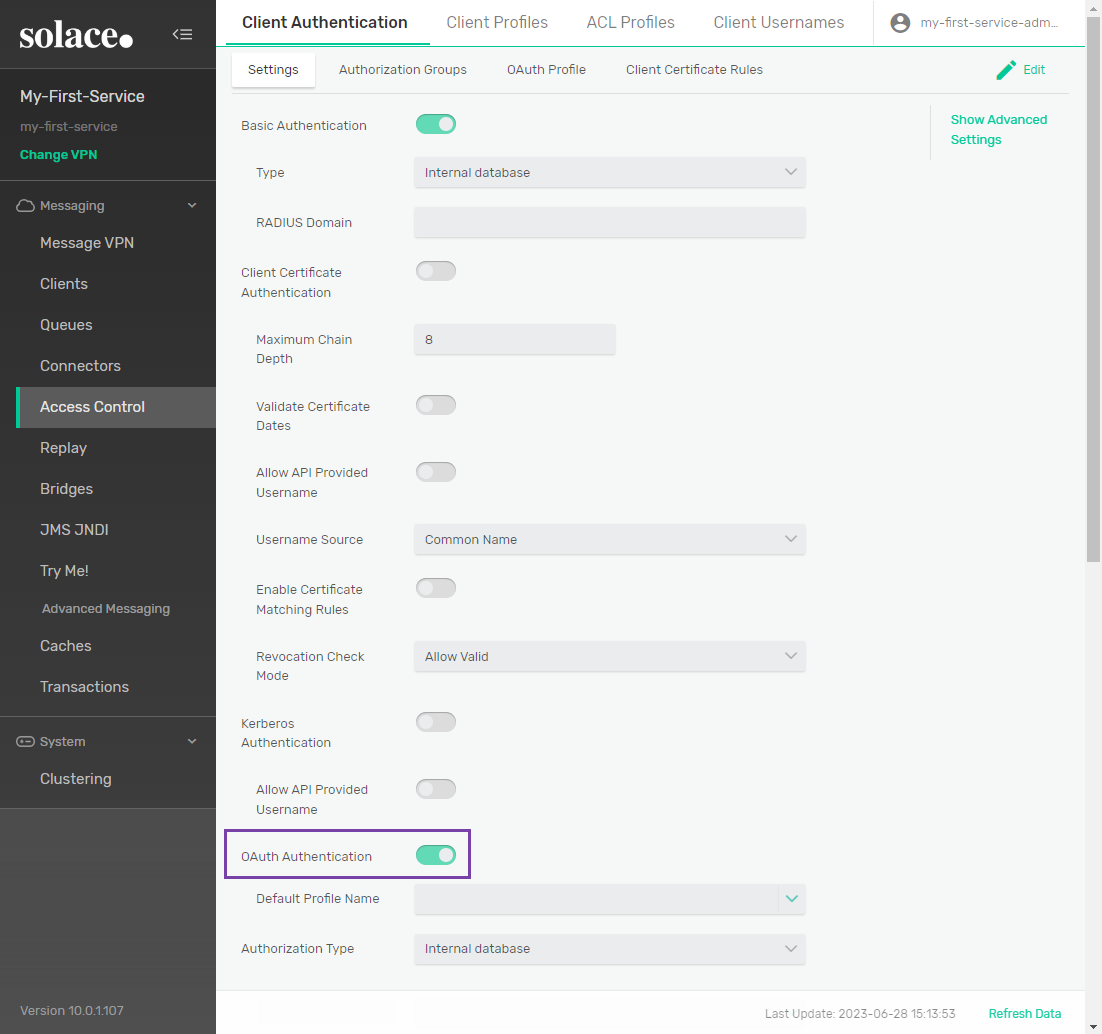 solace.
My-First-Service
my-first-service
Change VPN
Messaging
Message VPN
Clients
Queues
Connectors
Access Control
Replay
Bridges
JMS JNDI
Try Me!
Advanced Messaging
Caches
Transactions
System
Clustering
Version 10.0.1.107
Client Authentication
Client Profiles
ACL Profiles
Client Usernames
my-first-service-adm...
Settings
Authorization Groups
OAuth Profile
Client Certificate Rules
Edit
Show Advanced
Settings
Basic Authentication
Type
Internal database
RADIUS Domain
Client Certificate
Authentication
Maximum Chain
Depth
8
Validate Certificate
Dates
Allow API Provided
Username
Username Source
Common Name
Enable Certificate
Matching Rules
Revocation Check
Mode
Allow Valid
Kerberos
Authentication
Allow API Provided
Username
OAuth Authentication
Default Profile Name
Authorization Type
Internal database
Last Update: 2023-06-28 15:13:53
Refresh Data